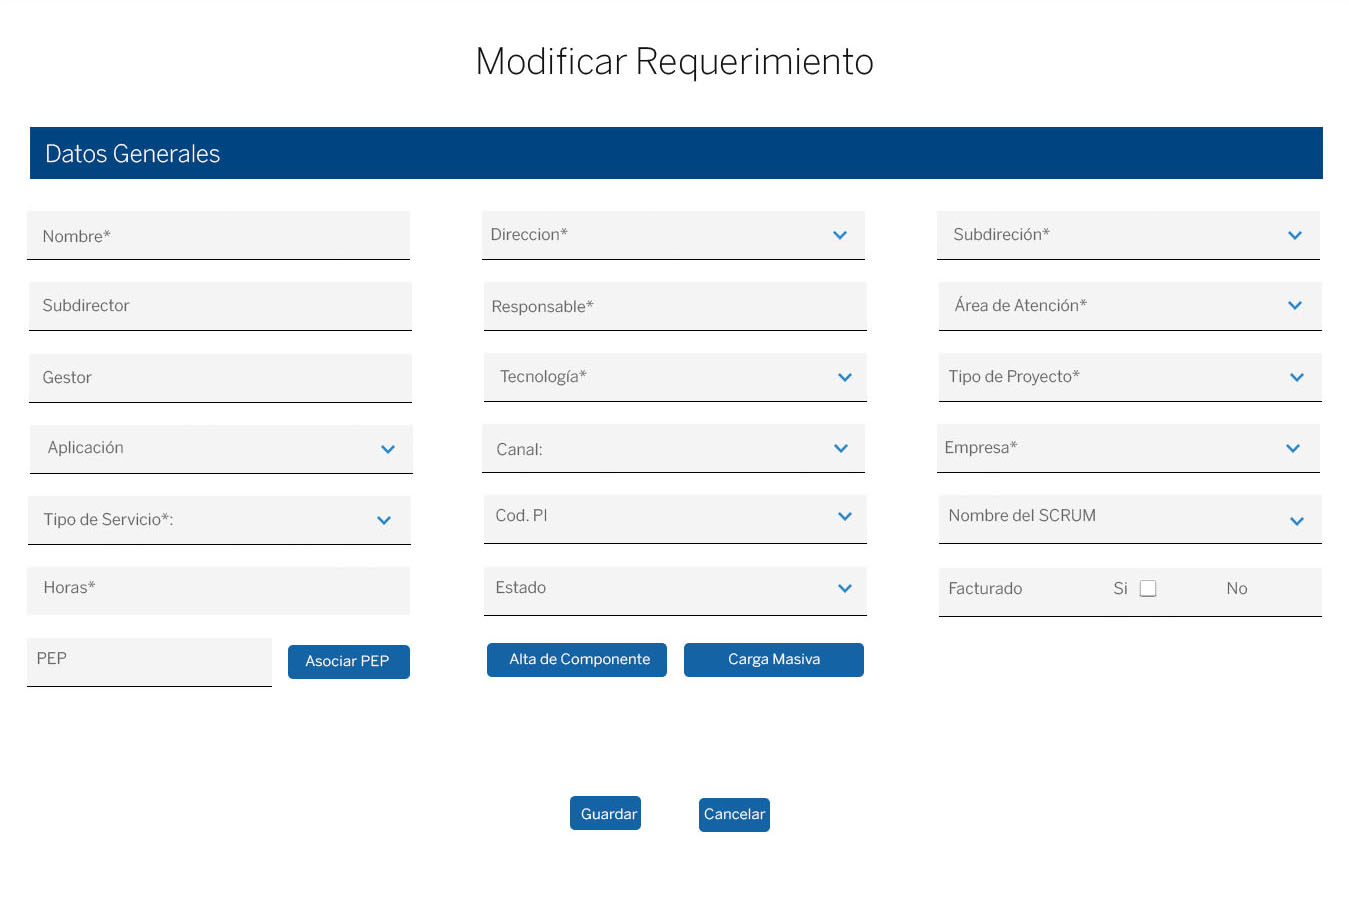 Modificar Requerimiento
Datos Generales
Nombre*
Direccion*
Subdireción*
Subdirector
Responsable*
Área de Atención*
Gestor
Tecnología*
Tipo de Proyecto*
Aplicación
Canal:
Empresa*
Tipo de Servicio*:
Cod. PI
Nombre del SCRUM
Horas*
Estado
Facturado Si No
PEP
Asociar PEP
Alta de Componente
Carga Masiva
Guardar
Cancelar